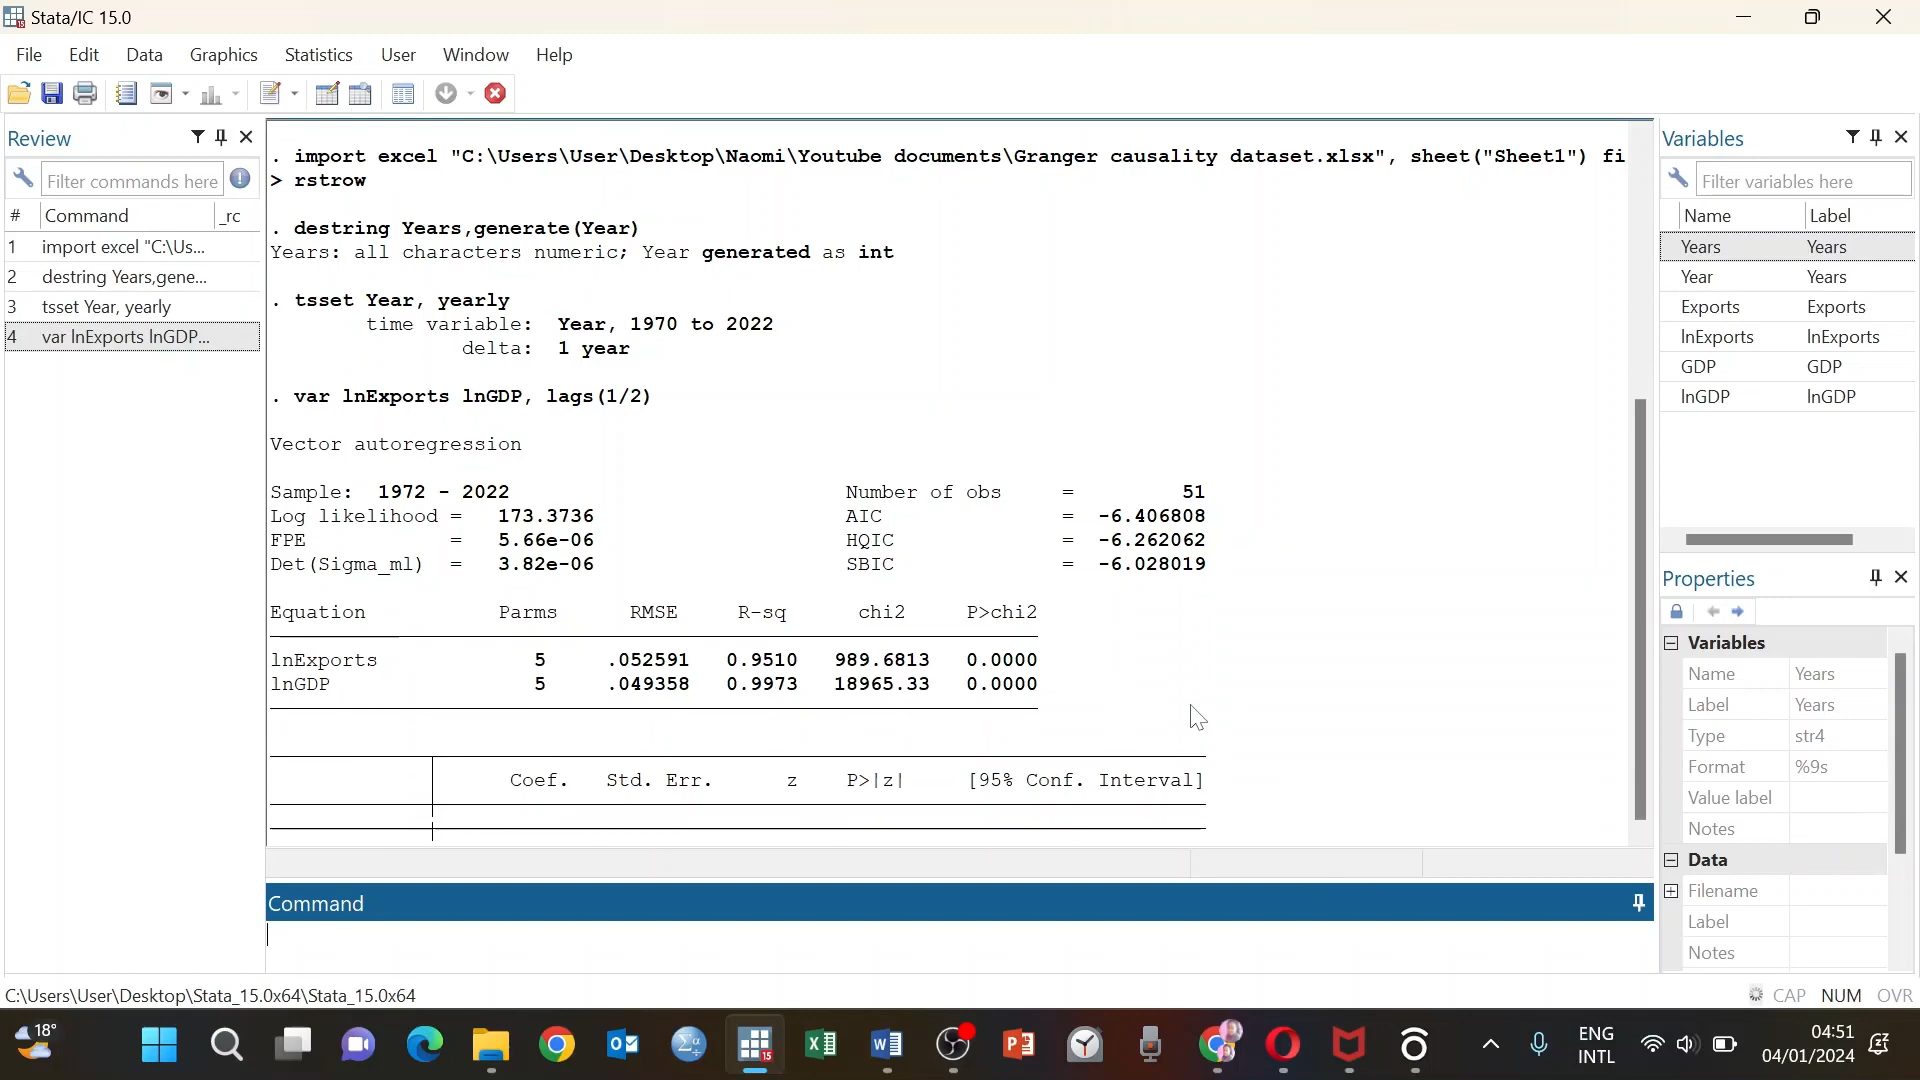 Stata/IC 15.0
File Edit Data Graphics Statistics User Window Help
Review
Filter commands here
# Command _rc
1 import excel "C:\Us...
2 destring Years,gene...
3 tsset Year, yearly
4 var lnExports lnGDP...
. import excel "C:\Users\User\Desktop\Naomi\Youtube documents\Granger causality dataset.xlsx", sheet("Sheet1") fi
> rstrow
. destring Years,generate(Year)
Years: all characters numeric; Year generated as int
. tsset Year, yearly
time variable: Year, 1970 to 2022
delta: 1 year
. var lnExports lnGDP, lags(1/2)
Vector autoregression
Sample: 1972 - 2022 Number of obs = 51
Log likelihood = 173.3736 AIC = -6.406808
FPE = 5.66e-06 HQIC = -6.262062
Det(Sigma_ml) = 3.82e-06 SBIC = -6.028019
Equation Parms RMSE R-sq chi2 P>chi2
lnExports 5 .052591 0.9510 989.6813 0.0000
lnGDP 5 .049358 0.9973 18965.33 0.0000
Coef. Std. Err. z P>|z| [95% Conf. Interval]
Command
Variables
Filter variables here
Name Label
Years Years
Year Years
Exports Exports
lnExports lnExports
GDP GDP
lnGDP lnGDP
Properties
Variables
Name Years
Label Years
Type str4
Format %9s
Value label
Notes
Data
Filename
Label
Notes
C:\Users\User\Desktop\Stata_15.0x64\Stata_15.0x64
CAP NUM OVR
18°
ENG
INTL
04:51
04/01/2024